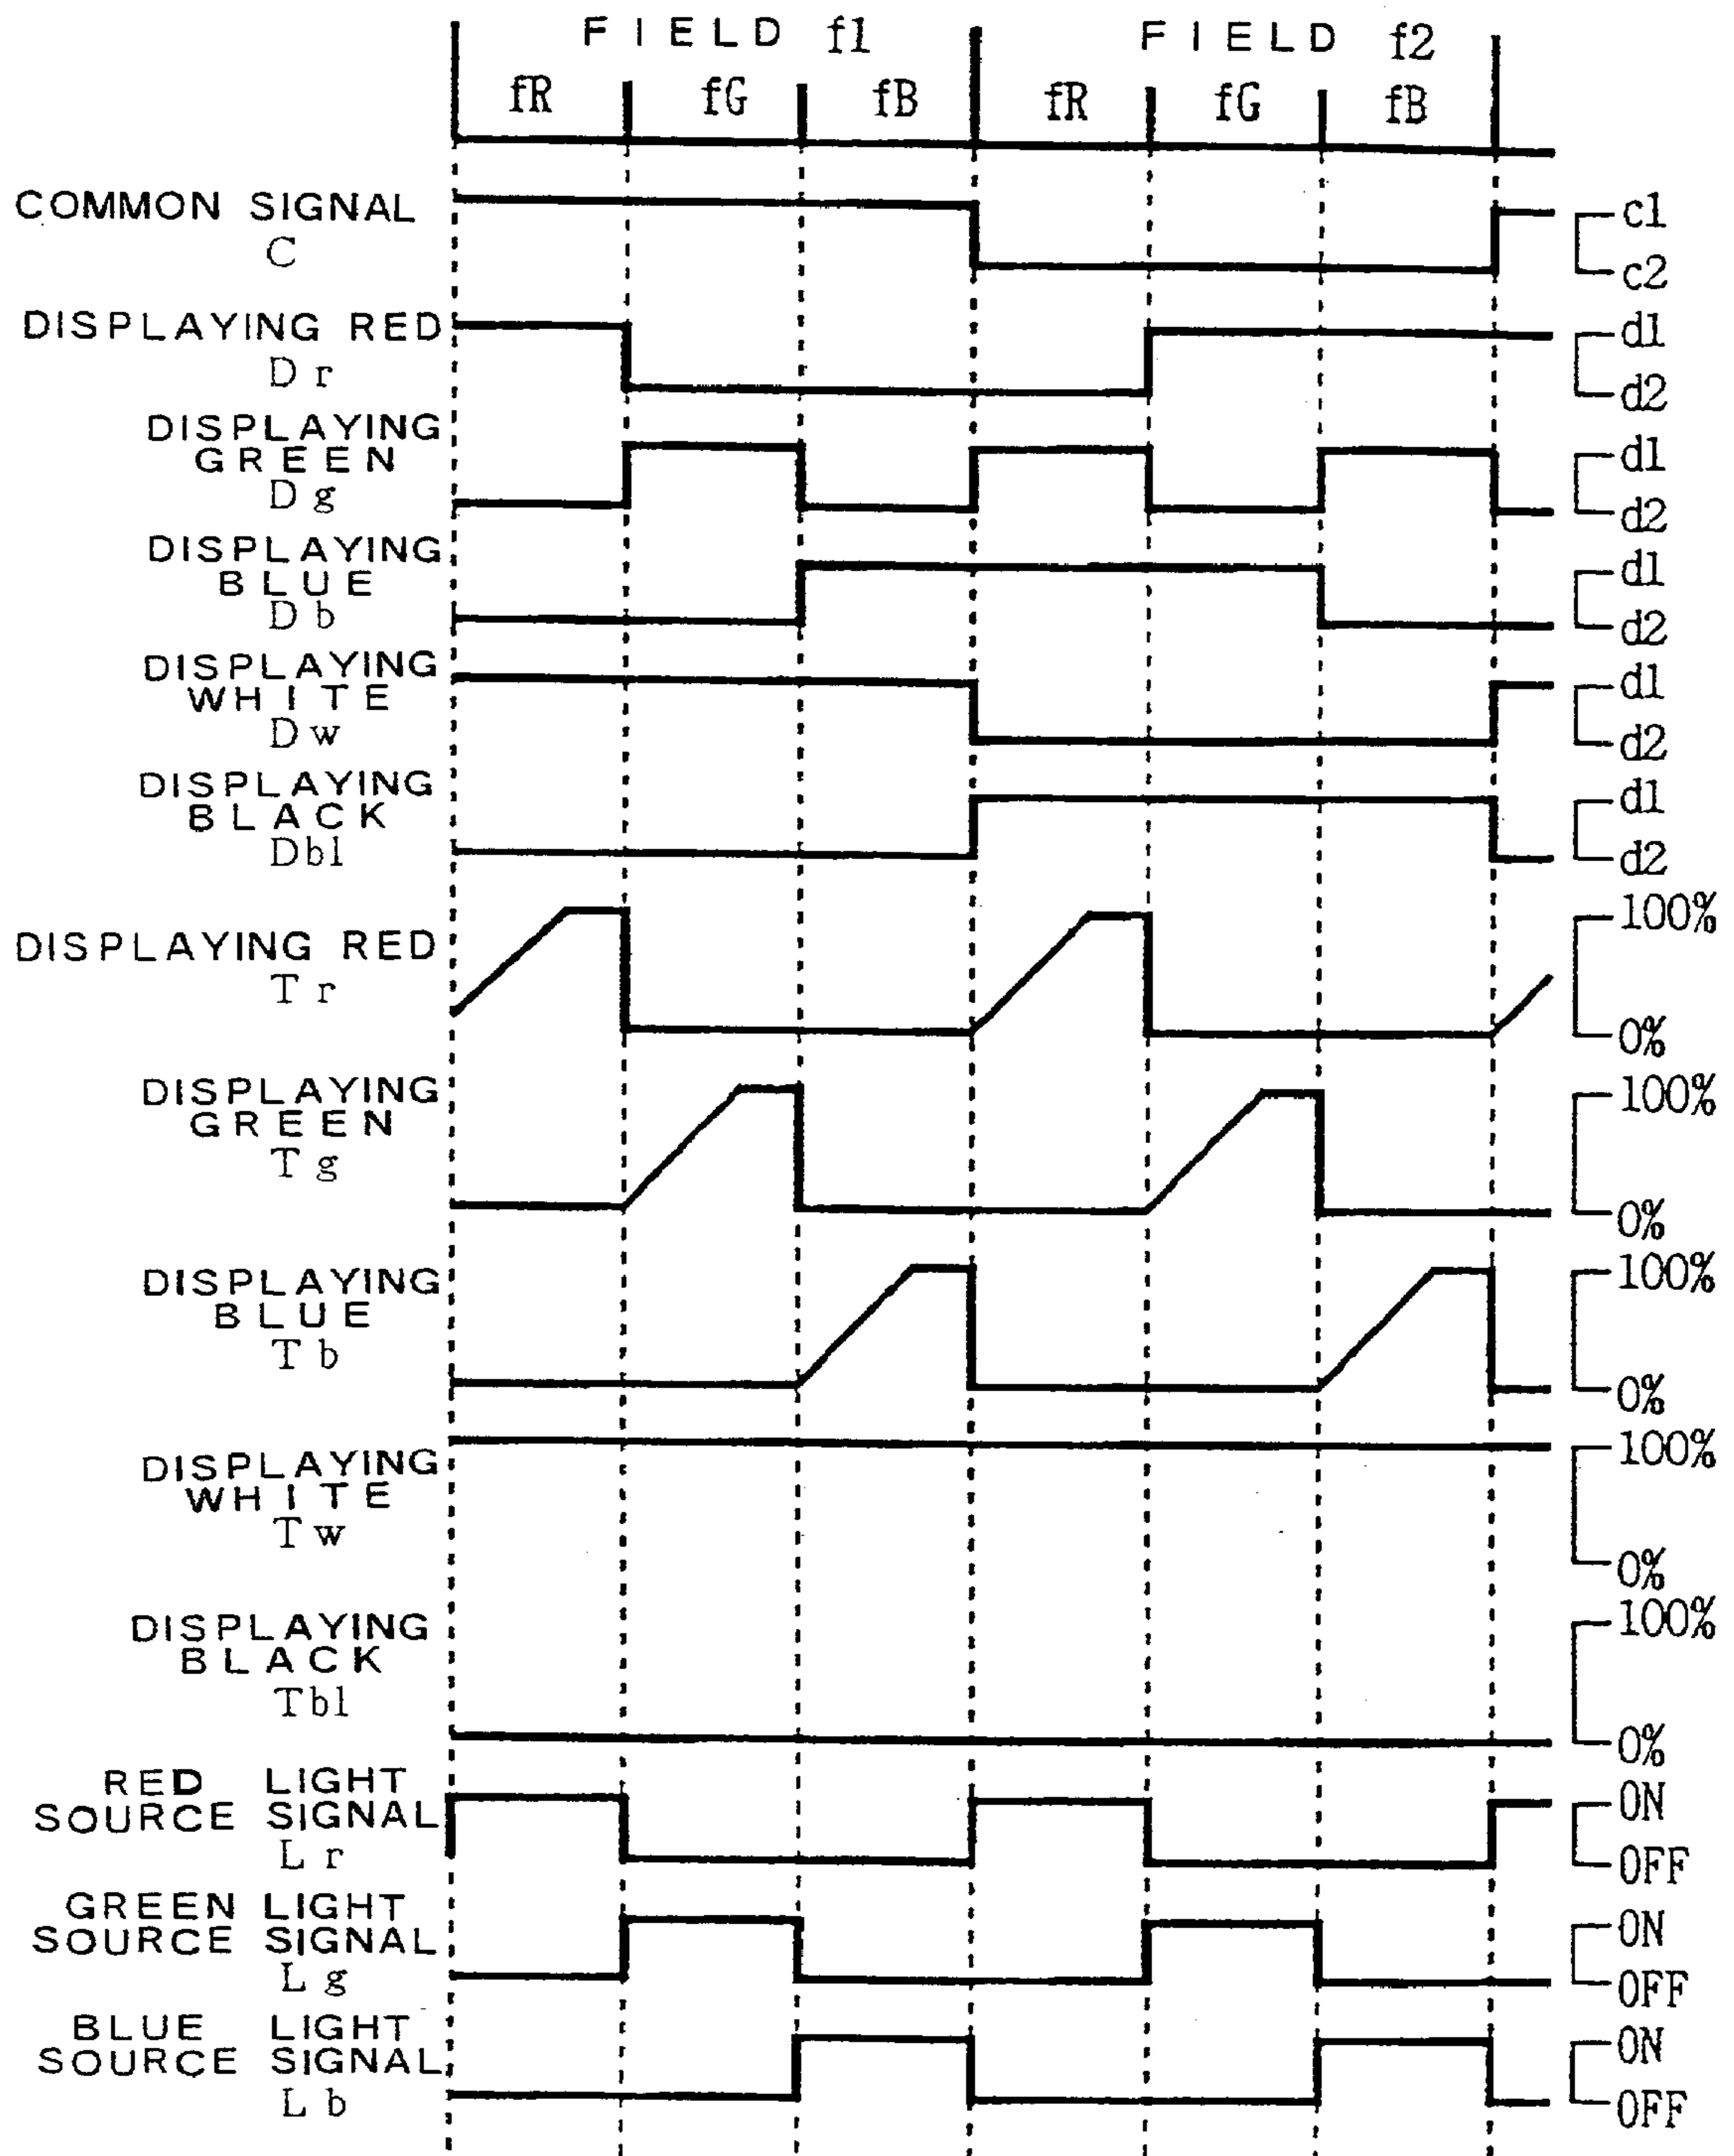 FIELD f1 FIELD f2
fR fG fB fR fG fB
COMMON SIGNAL
C
c1
c2
DISPLAYING RED
Dr
d1
d2
DISPLAYING
GREEN
Dg
d1
d2
DISPLAYING
BLUE
Db
d1
d2
DISPLAYING
WHITE
Dw
d1
d2
DISPLAYING
BLACK
Dbl
d1
d2
DISPLAYING RED
Tr
100%
0%
DISPLAYING
GREEN
Tg
100%
0%
DISPLAYING
BLUE
Tb
100%
0%
DISPLAYING
WHITE
Tw
100%
0%
DISPLAYING
BLACK
Tbl
100%
0%
RED LIGHT
SOURCE SIGNAL
Lr
ON
OFF
GREEN LIGHT
SOURCE SIGNAL
Lg
ON
OFF
BLUE LIGHT
SOURCE SIGNAL
Lb
ON
OFF